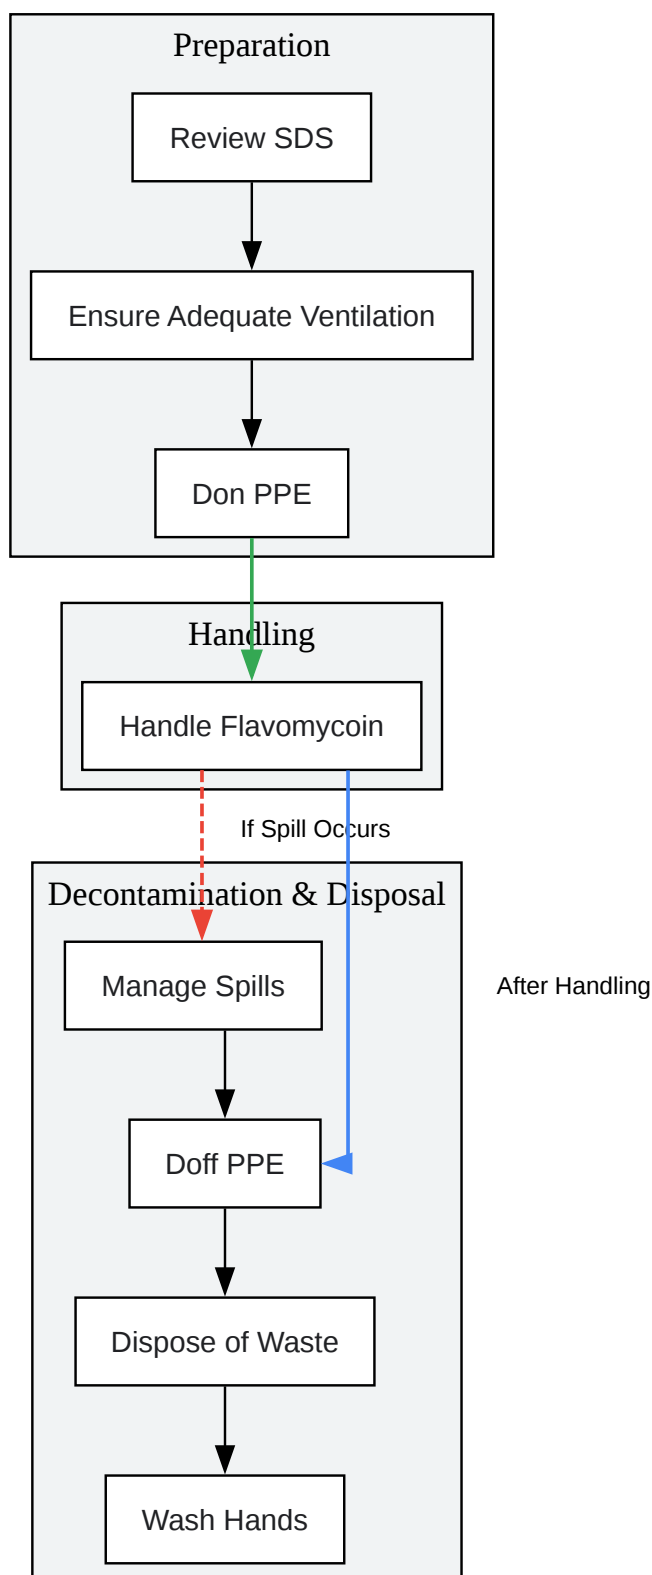 Preparation
Review SDS
Ensure Adequate Ventilation
Don PPE
Handling
Handle Flavomycoin
If Spill Occurs
Decontamination & Disposal
Manage Spills
After Handling
Doff PPE
Dispose of Waste
Wash Hands